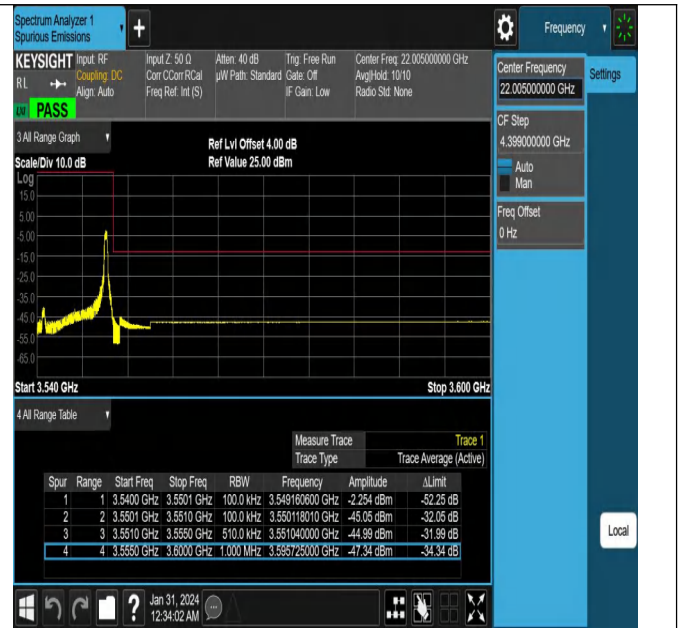 Spectrum Analyzer 1
Spurious Emissions
Frequency
KEYSIGHT Input: RF Input Z: 50 Ω Atten: 40 dB Trig: Free Run Center Freq: 22.005000000 GHz
RL Coupling: DC Corr CCorr RCal µW Path: Standard Gate: Off Avg|Hold: 10/10
Align: Auto Freq Ref: Int (S) IF Gain: Low Radio Std: None
PASS
Center Frequency
22.005000000 GHz
Settings
CF Step
4.399000000 GHz
Auto
Man
Freq Offset
0 Hz
3 All Range Graph
Ref Lvl Offset 4.00 dB
Scale/Div 10.0 dB Ref Value 25.00 dBm
Log
15.0
5.00
-5.00
-15.0
-25.0
-35.0
-45.0
-55.0
-65.0
Start 3.540 GHz Stop 3.600 GHz
4 All Range Table
Measure Trace Trace 1
Trace Type Trace Average (Active)
Spur Range Start Freq Stop Freq RBW Frequency Amplitude ΔLimit
1 1 3.5400 GHz 3.5501 GHz 100.0 kHz 3.549160600 GHz -2.254 dBm -52.25 dB
2 2 3.5501 GHz 3.5510 GHz 100.0 kHz 3.550118010 GHz -45.05 dBm -32.05 dB
3 3 3.5510 GHz 3.5550 GHz 510.0 kHz 3.551040000 GHz -44.99 dBm -31.99 dB
4 4 3.5550 GHz 3.6000 GHz 1.000 MHz 3.595725000 GHz -47.34 dBm -34.34 dB
Local
? Jan 31, 2024
12:34:02 AM